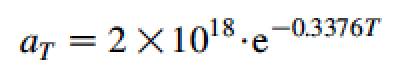 a_T = 2 × 10^18 · e^−0.3376T